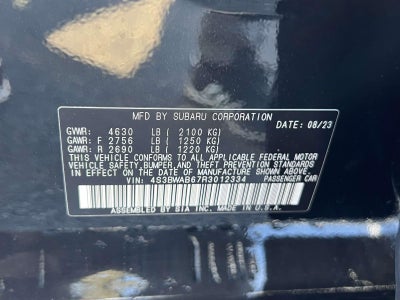 MFD BY SUBARU CORPORATION
DATE: 08/23
GVWR: 4630 LB ( 2100 KG)
GAWR: F 2756 LB ( 1250 KG)
GAWR: R 2690 LB ( 1220 KG)
THIS VEHICLE CONFORMS TO ALL APPLICABLE FEDERAL MOTOR
VEHICLE SAFETY,BUMPER,AND THEFT PREVENTION STANDARDS
IN EFFECT ON THE DATE OF MANUFACTURE SHOWN ABOVE.
VIN: 4S3BWAB67R3012334 PASSENGER CAR
ASSEMBLED BY SIA, INC. MADE IN U.S.A.